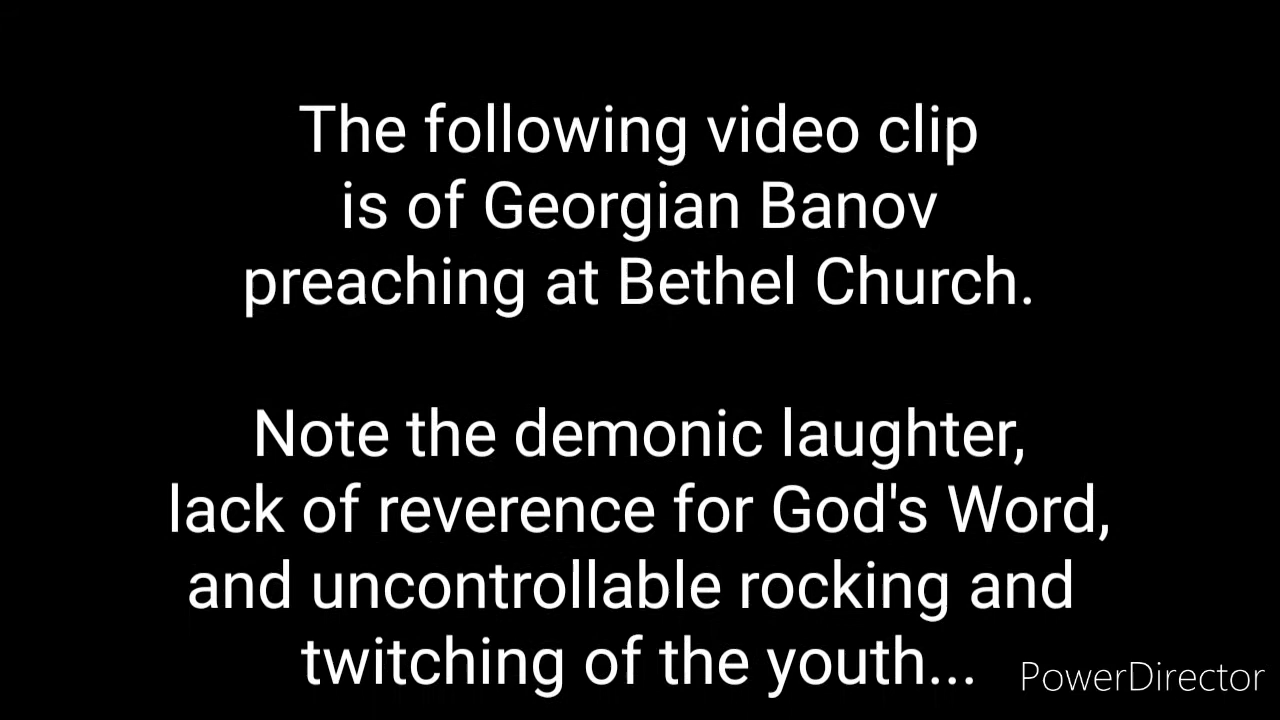 The following video clip
is of Georgian Banov
preaching at Bethel Church.
Note the demonic laughter,
lack of reverence for God's Word,
and uncontrollable rocking and
twitching of the youth...
PowerDirector